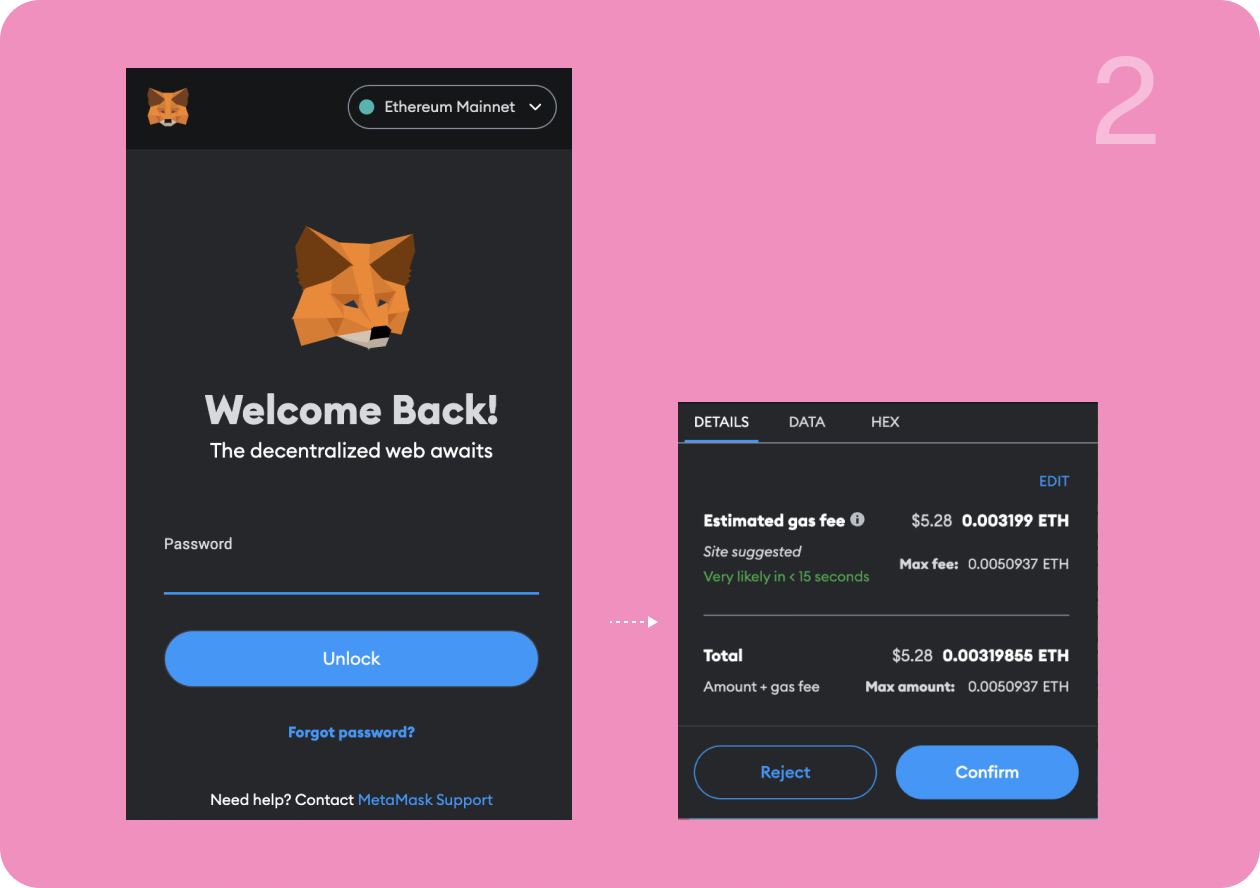 2
Ethereum Mainnet
Welcome Back!
The decentralized web awaits
Password
Unlock
Forgot password?
Need help? Contact MetaMask Support
DETAILS DATA HEX
EDIT
Estimated gas fee $5.28 0.003199 ETH
Site suggested
Max fee: 0.0050937 ETH
Very likely in < 15 seconds
Total $5.28 0.00319855 ETH
Amount + gas fee Max amount: 0.0050937 ETH
Reject Confirm